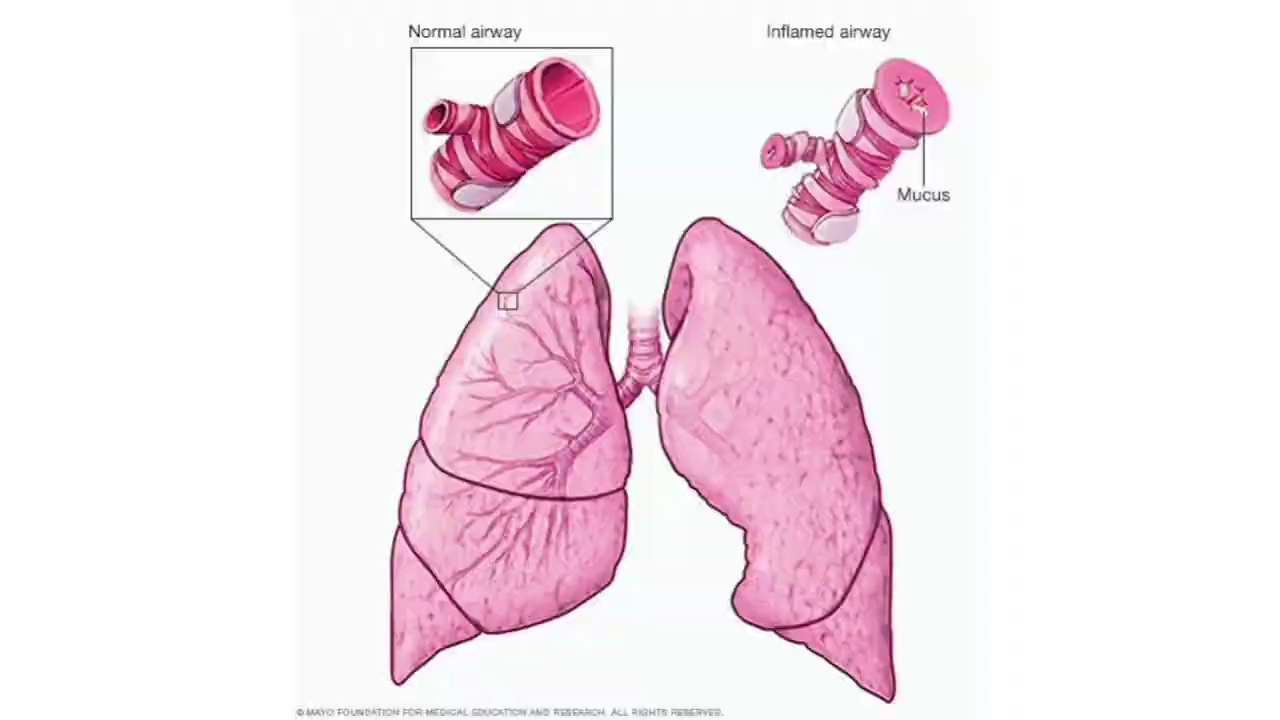 Normal airway
Inflamed airway
Mucus
© MAYO FOUNDATION FOR MEDICAL EDUCATION AND RESEARCH. ALL RIGHTS RESERVED.